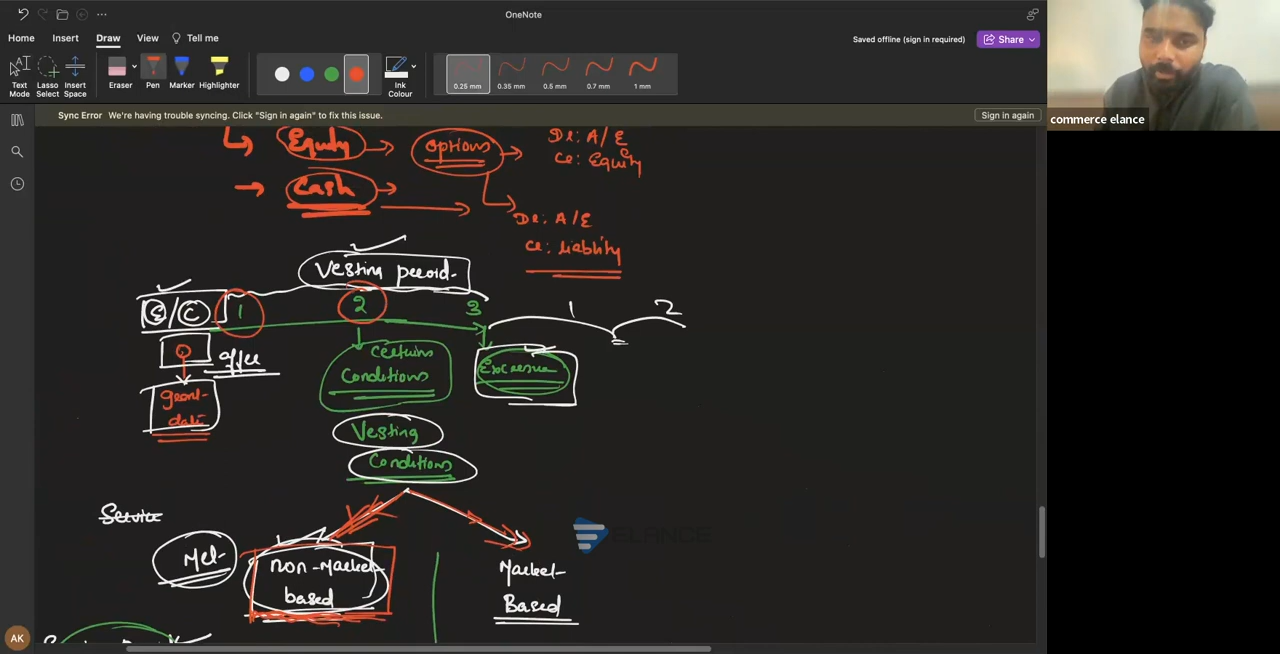 OneNote
Home Insert Draw View Tell me
Saved offline (sign in required)
Share
Text Mode
Lasso Select
Insert Space
Eraser
Pen
Marker
Highlighter
Ink Colour
0.25 mm
0.35 mm
0.5 mm
0.7 mm
1 mm
commerce elance
Sync Error We're having trouble syncing. Click "Sign in again" to fix this issue.
Sign in again
Equity
options
Dr: A/E
Cr: Equity
Cash
Dr: A/E
Cr: Liability
Vesting period
E/C
1
2
3
1
2
offer
Grant
date
Certains
Conditions
Exercise
Vesting
Conditions
Service
Met
non-Market
based
Market
Based
ELANCE
AK